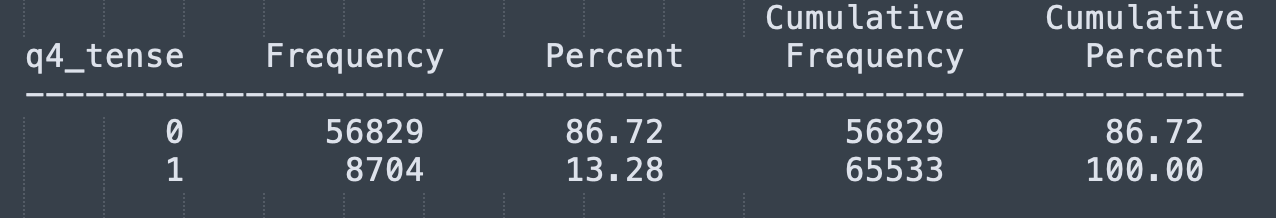 Cumulative Cumulative
q4_tense Frequency Percent Frequency Percent
----------------------------------------------------------------
0 56829 86.72 56829 86.72
1 8704 13.28 65533 100.00